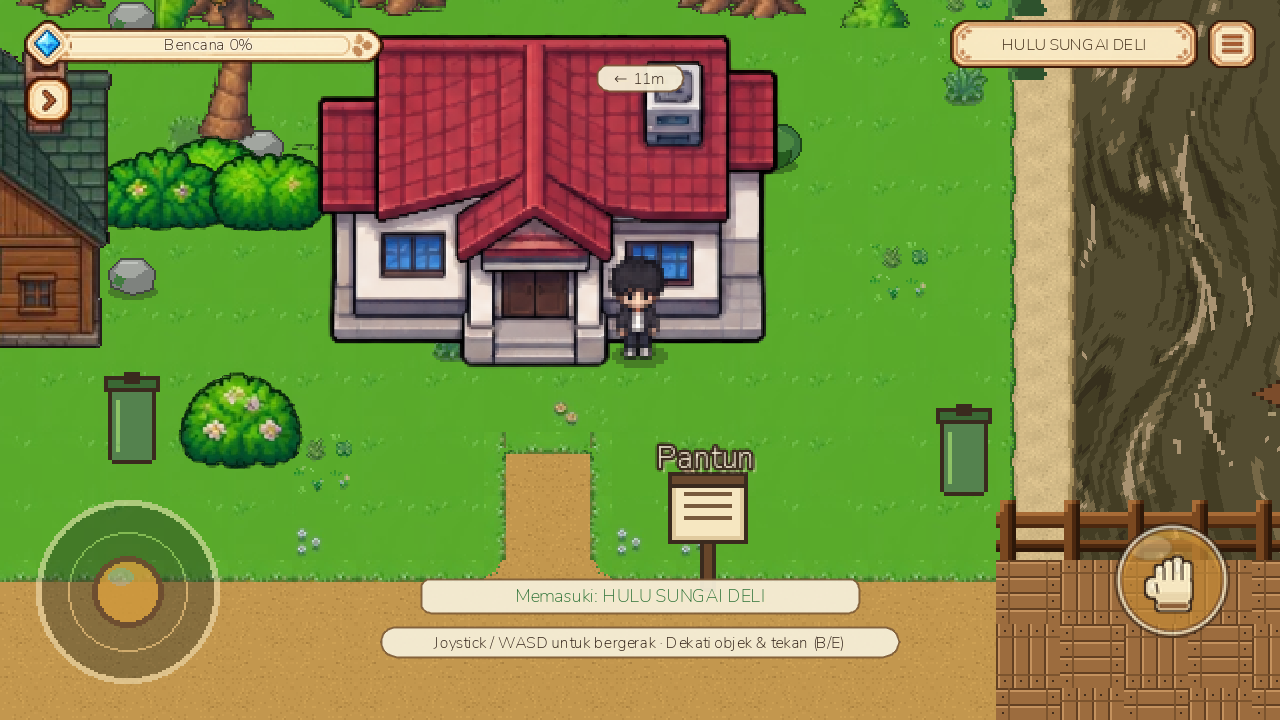 Bencana 0%
HULU SUNGAI DELI
← 11m
Pantun
Memasuki: HULU SUNGAI DELI
Joystick / WASD untuk bergerak · Dekati objek & tekan (B/E)